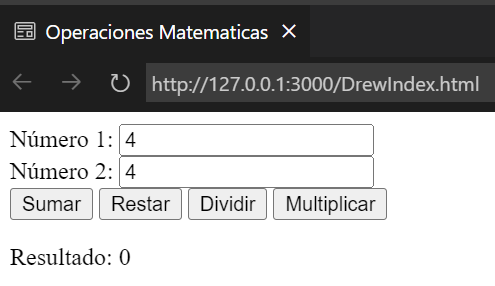 Operaciones Matematicas
http://127.0.0.1:3000/DrewIndex.html
Número 1: 4
Número 2: 4
Sumar Restar Dividir Multiplicar
Resultado: 0